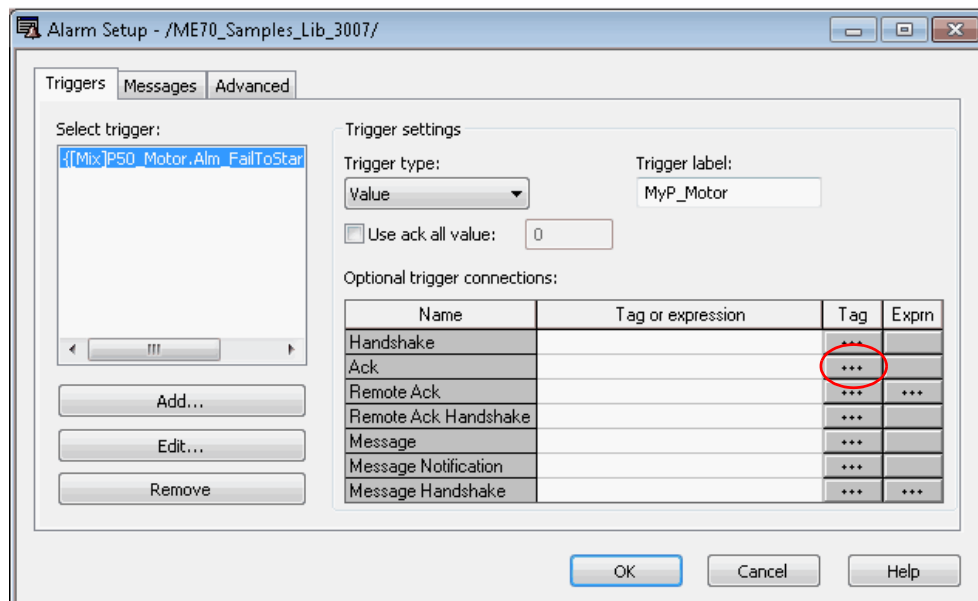 Alarm Setup - /ME70_Samples_Lib_3007/
Triggers Messages Advanced
Select trigger:
{[Mix]P50_Motor.Alm_FailToStar
Add...
Edit...
Remove
Trigger settings
Trigger type:
Value
Trigger label:
MyP_Motor
Use ack all value: 0
Optional trigger connections:
Name Tag or expression Tag Exprn
Handshake ...
Ack ...
Remote Ack ... ...
Remote Ack Handshake ...
Message ...
Message Notification ...
Message Handshake ... ...
OK Cancel Help